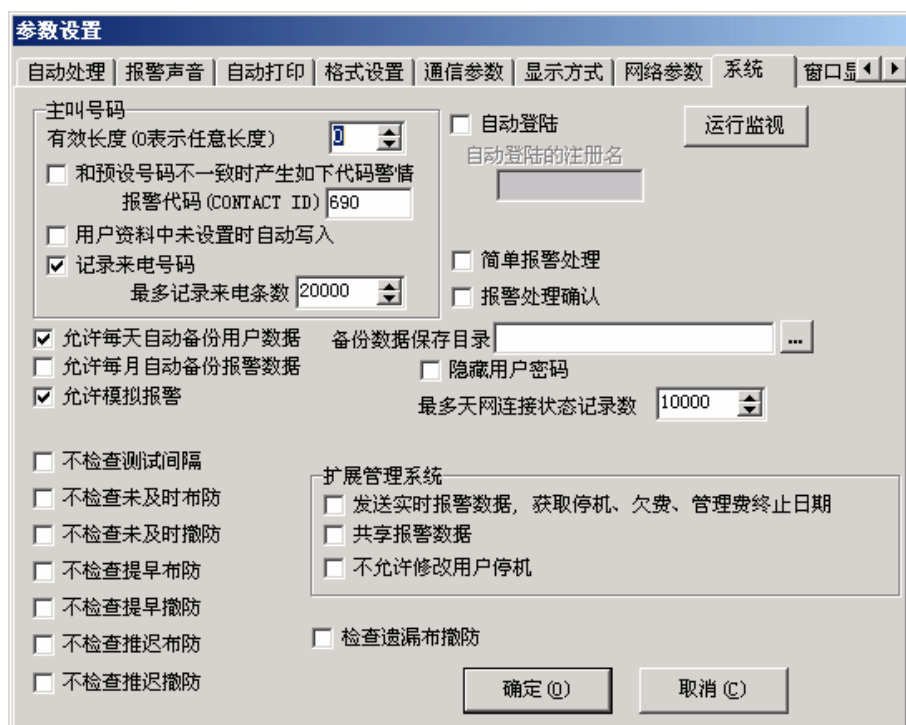 参数设置
自动处理 报警声音 自动打印 格式设置 通信参数 显示方式 网络参数 系统 窗口显
主叫号码
有效长度(0表示任意长度) 0
自动登陆 运行监视
自动登陆的注册名
和预设号码不一致时产生如下代码警情
报警代码(CONTACT ID) 690
用户资料中未设置时自动写入
记录来电号码 简单报警处理
最多记录来电条数 20000 报警处理确认
允许每天自动备份用户数据 备份数据保存目录 ...
允许每月自动备份报警数据 隐藏用户密码
允许模拟报警 最多天网连接状态记录数 10000
不检查测试间隔
扩展管理系统
不检查未及时布防 发送实时报警数据, 获取停机、欠费、管理费终止日期
不检查未及时撤防 共享报警数据
不检查提早布防 不允许修改用户停机
不检查提早撤防
不检查推迟布防 检查遗漏布撤防
不检查推迟撤防 确定(O) 取消(C)